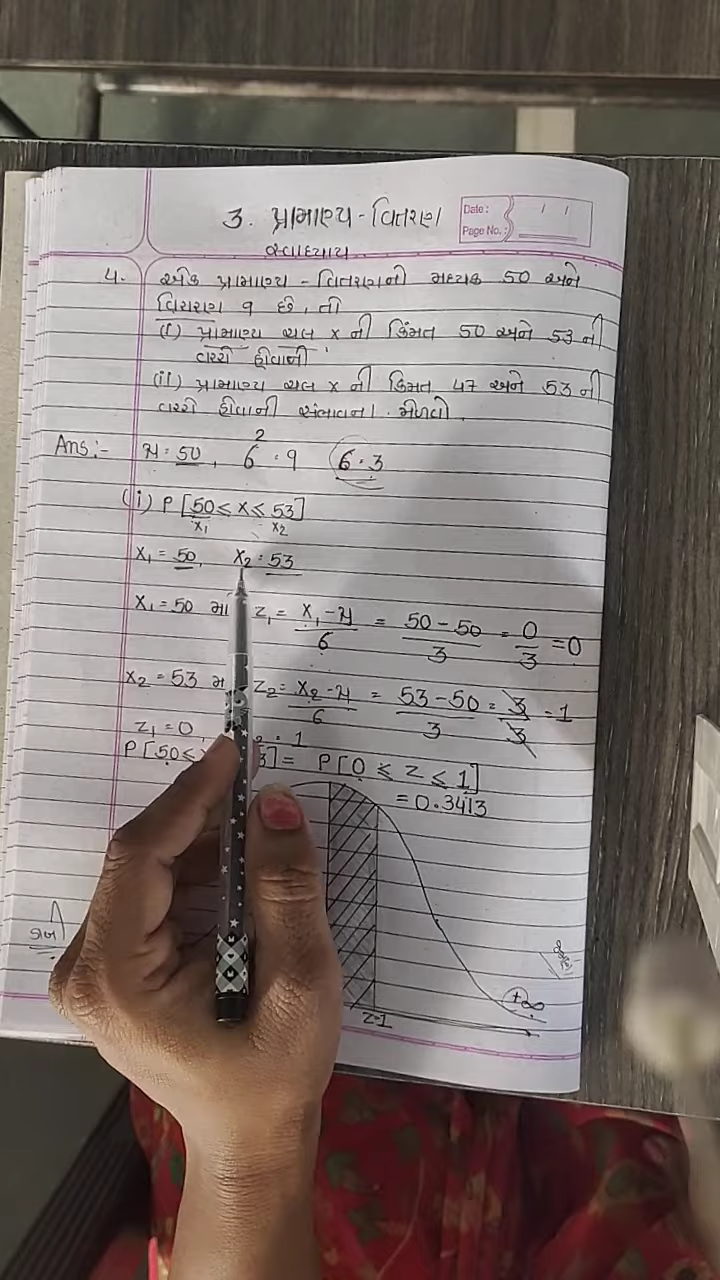 3. પ્રામાણ્ય - વિતરણ
Date: / /
Page No.:
સ્વાધ્યાય
4. એક પ્રામાણ્ય - વિતરણનો મધ્યક 50 અને
વિચરણ 9 છે, તો
(i) પ્રામાણ્ય ચલ x ની કિંમત 50 અને 53 ની
વચ્ચે હોવાની
(ii) પ્રામાણ્ય ચલ x ની કિંમત 47 અને 53 ની
વચ્ચે હોવાની સંભાવના મેળવો.
Ans:- μ = 50, σ² = 9 σ = 3
(i) P[50 ≤ x ≤ 53]
x₁ x₂
x₁ = 50, x₂ = 53
x₁ = 50 z₁ = x₁ - μ / σ = 50 - 50 / 3 = 0 / 3 = 0
x₂ = 53 z₂ = x₂ - μ / σ = 53 - 50 / 3 = 3 / 3 = 1
z₁ = 0, = 1
P[50 ≤ 3] = P[0 ≤ z ≤ 1]
= 0.3413
+∞
z=1